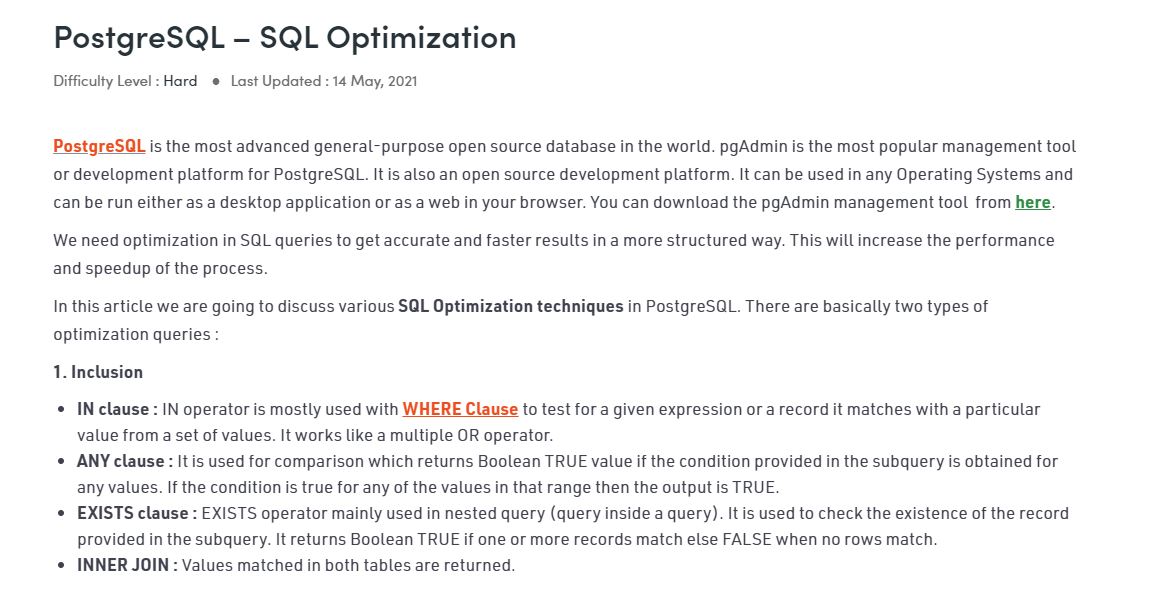 PostgreSQL – SQL Optimization
Difficulty Level : Hard ● Last Updated : 14 May, 2021
PostgreSQL is the most advanced general-purpose open source database in the world. pgAdmin is the most popular management tool
or development platform for PostgreSQL. It is also an open source development platform. It can be used in any Operating Systems and
can be run either as a desktop application or as a web in your browser. You can download the pgAdmin management tool  from here.
We need optimization in SQL queries to get accurate and faster results in a more structured way. This will increase the performance
and speedup of the process.
In this article we are going to discuss various SQL Optimization techniques in PostgreSQL. There are basically two types of
optimization queries :
1. Inclusion
• IN clause : IN operator is mostly used with WHERE Clause to test for a given expression or a record it matches with a particular
value from a set of values. It works like a multiple OR operator.
• ANY clause : It is used for comparison which returns Boolean TRUE value if the condition provided in the subquery is obtained for
any values. If the condition is true for any of the values in that range then the output is TRUE.
• EXISTS clause : EXISTS operator mainly used in nested query (query inside a query). It is used to check the existence of the record
provided in the subquery. It returns Boolean TRUE if one or more records match else FALSE when no rows match.
• INNER JOIN : Values matched in both tables are returned.